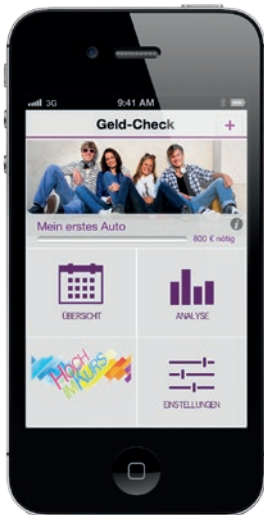 3G 9:41 AM
Geld-Check +
Mein erstes Auto
800 € nötig
ÜBERSICHT
ANALYSE
HOCH
IM KURS
EINSTELLUNGEN